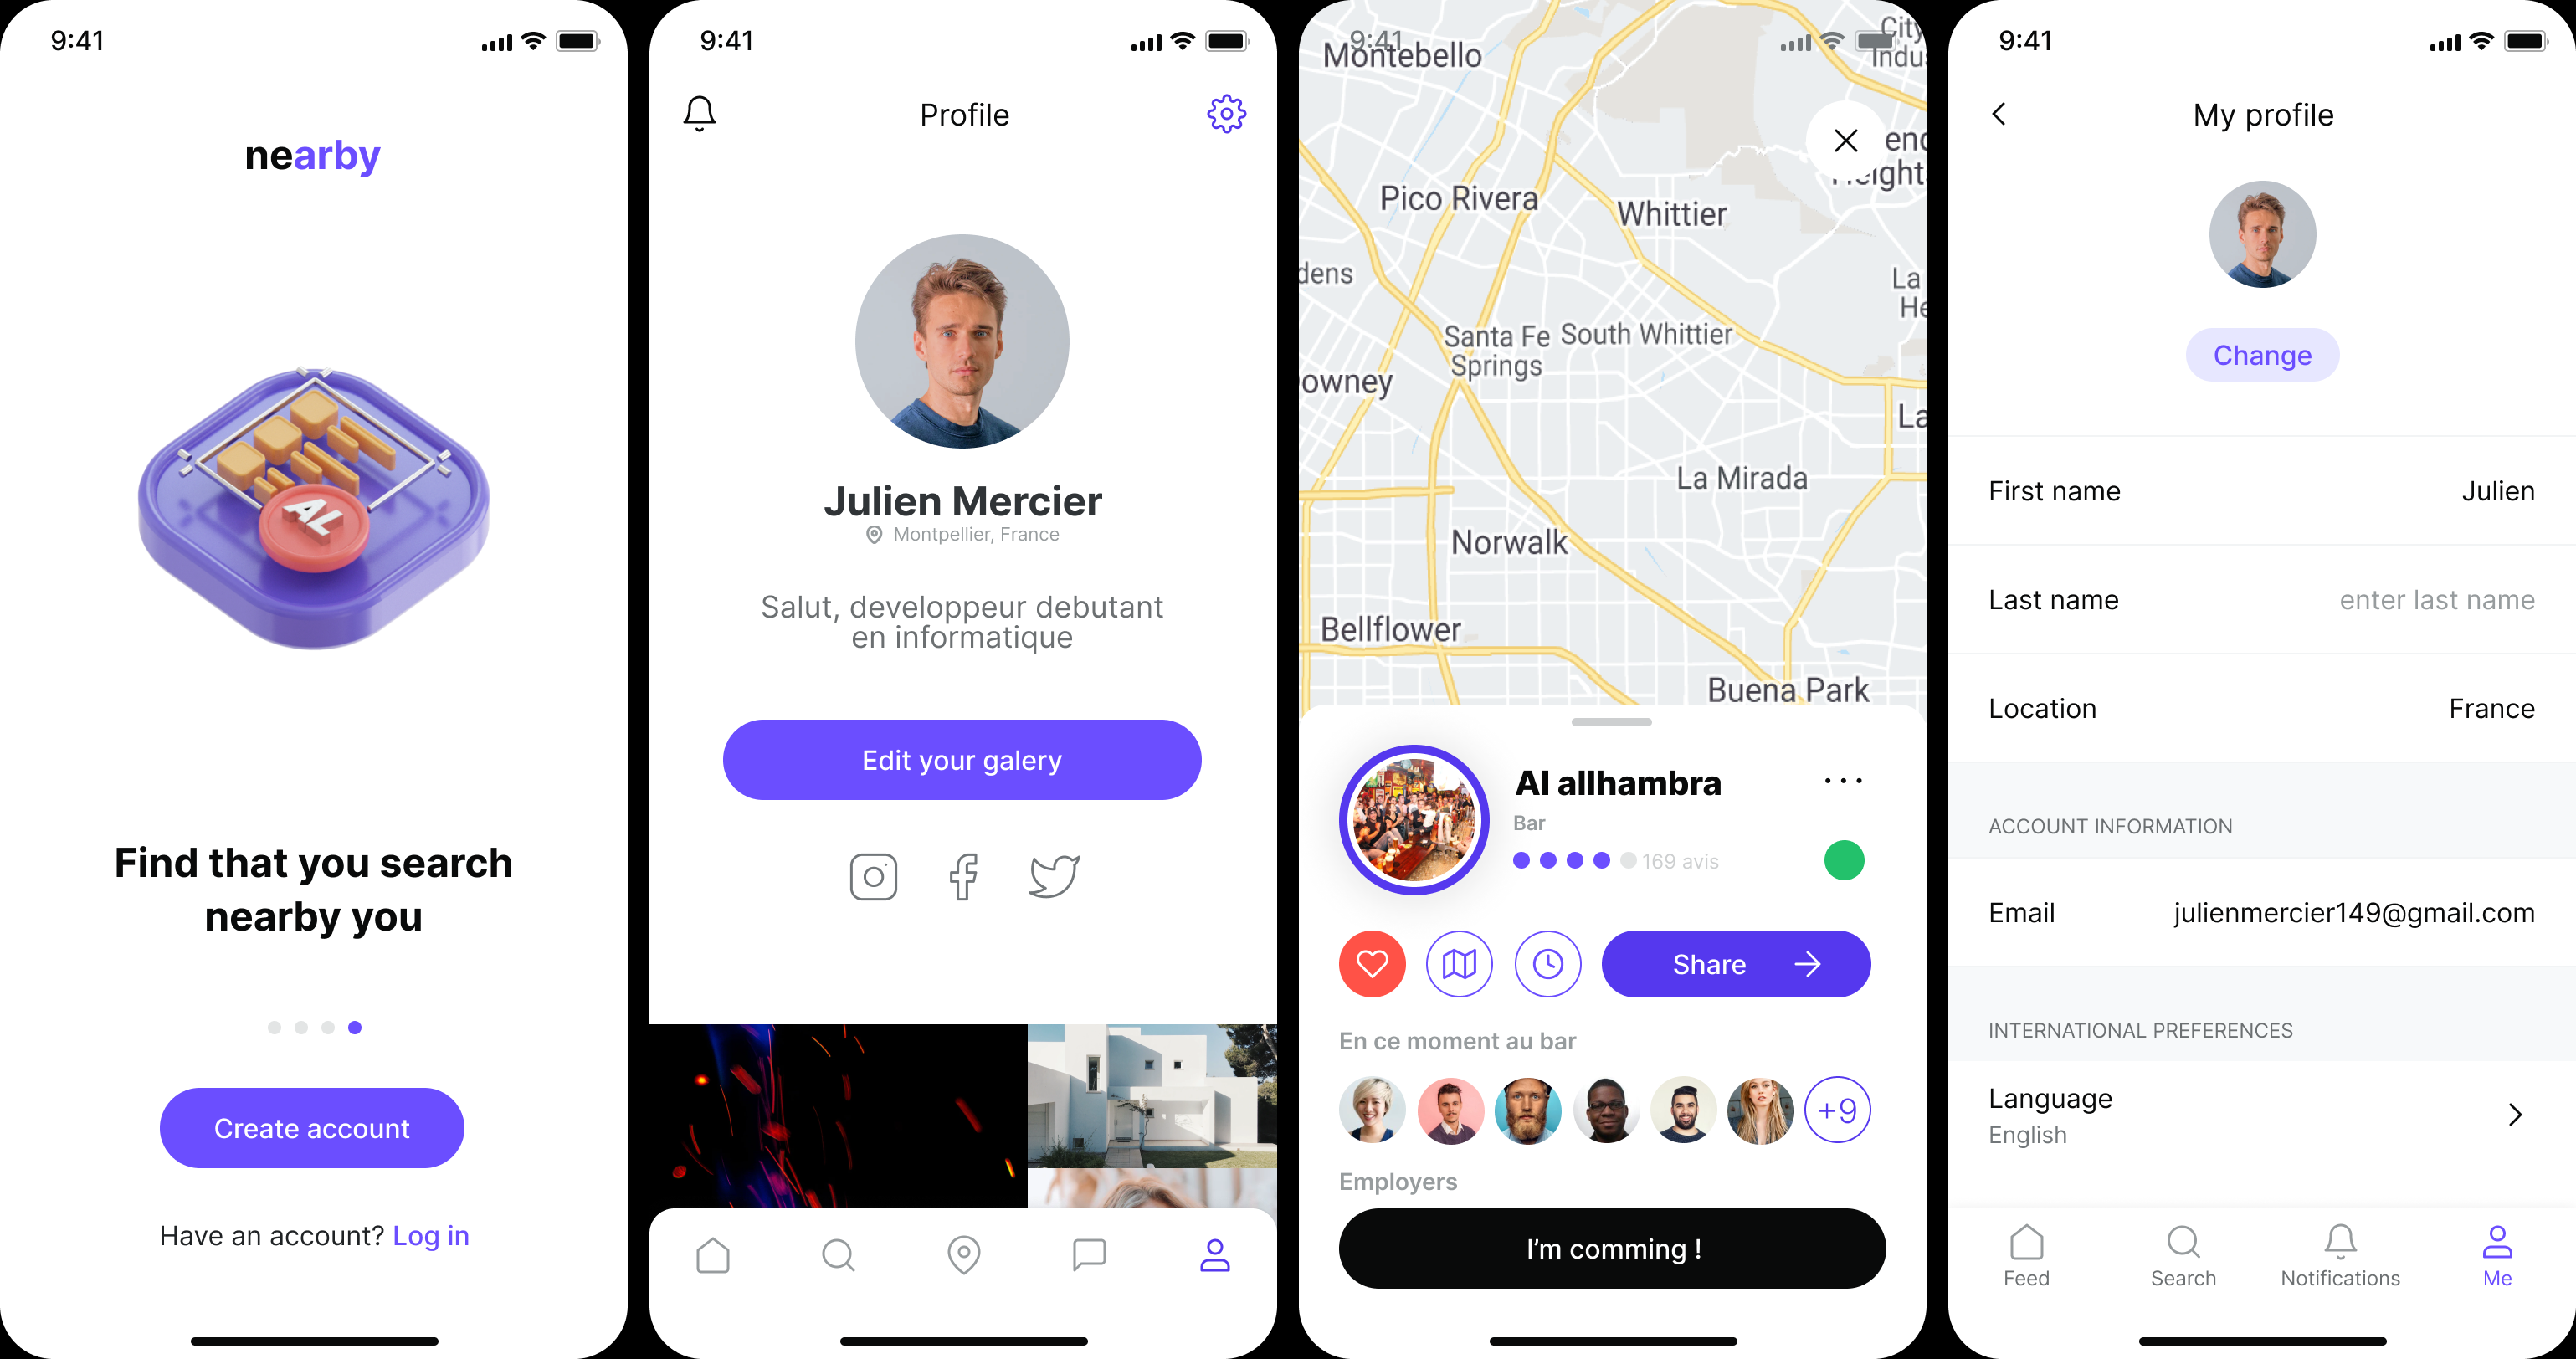 9:41
nearby
AL
Find that you search
nearby you
Create account
Have an account? Log in
9:41
Profile
Julien Mercier
Montpellier, France
Salut, developpeur debutant
en informatique
Edit your galery
9:41
City
Indus
Montebello
end
Height
Pico Rivera
Whittier
dens
La
He
Santa Fe
Springs
South Whittier
owney
La
La Mirada
Norwalk
Bellflower
Buena Park
Al allhambra
Bar
169 avis
Share
En ce moment au bar
+9
Employers
I’m comming !
9:41
My profile
Change
First name Julien
Last name enter last name
Location France
ACCOUNT INFORMATION
Email julienmercier149@gmail.com
INTERNATIONAL PREFERENCES
Language
English
Feed Search Notifications Me